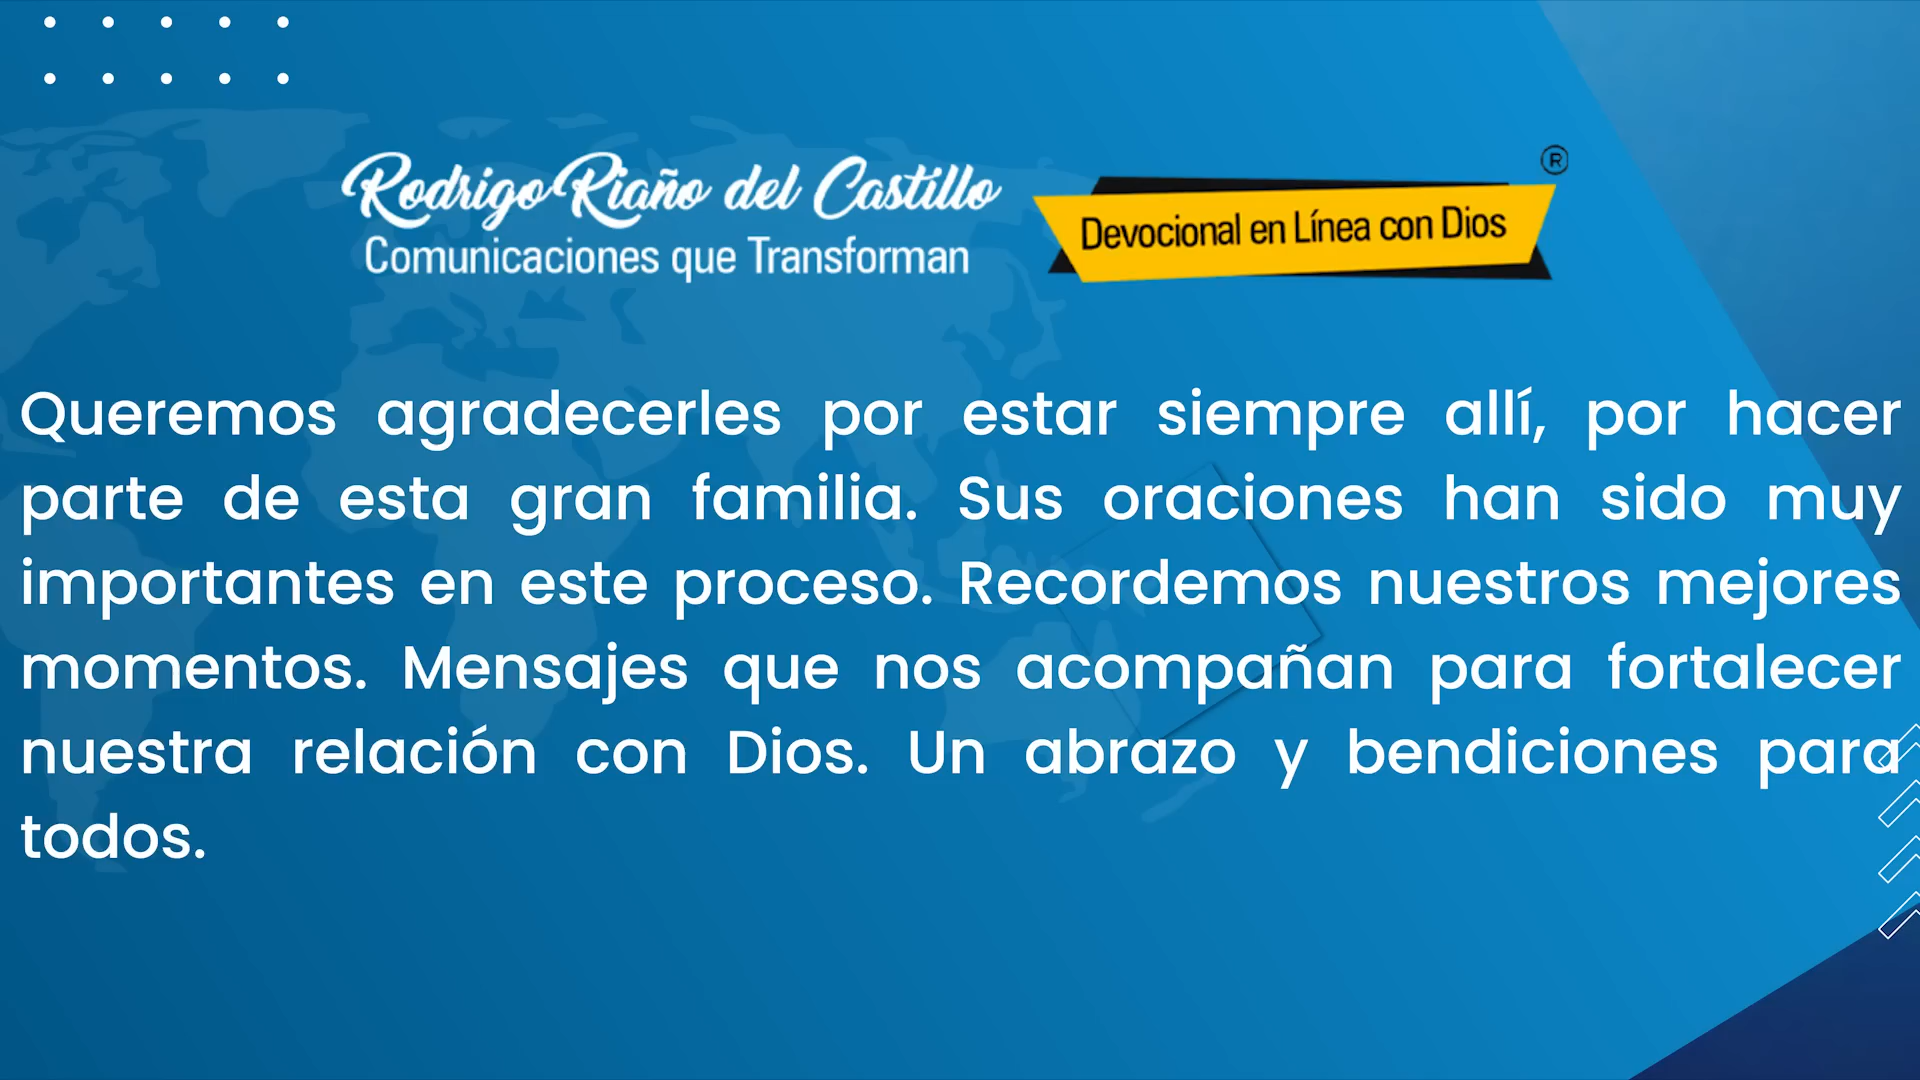 Rodrigo Riaño del Castillo
Comunicaciones que Transforman
Devocional en Línea con Dios ®
Queremos agradecerles por estar siempre allí, por hacer
parte de esta gran familia. Sus oraciones han sido muy
importantes en este proceso. Recordemos nuestros mejores
momentos. Mensajes que nos acompañan para fortalecer
nuestra relación con Dios. Un abrazo y bendiciones para
todos.